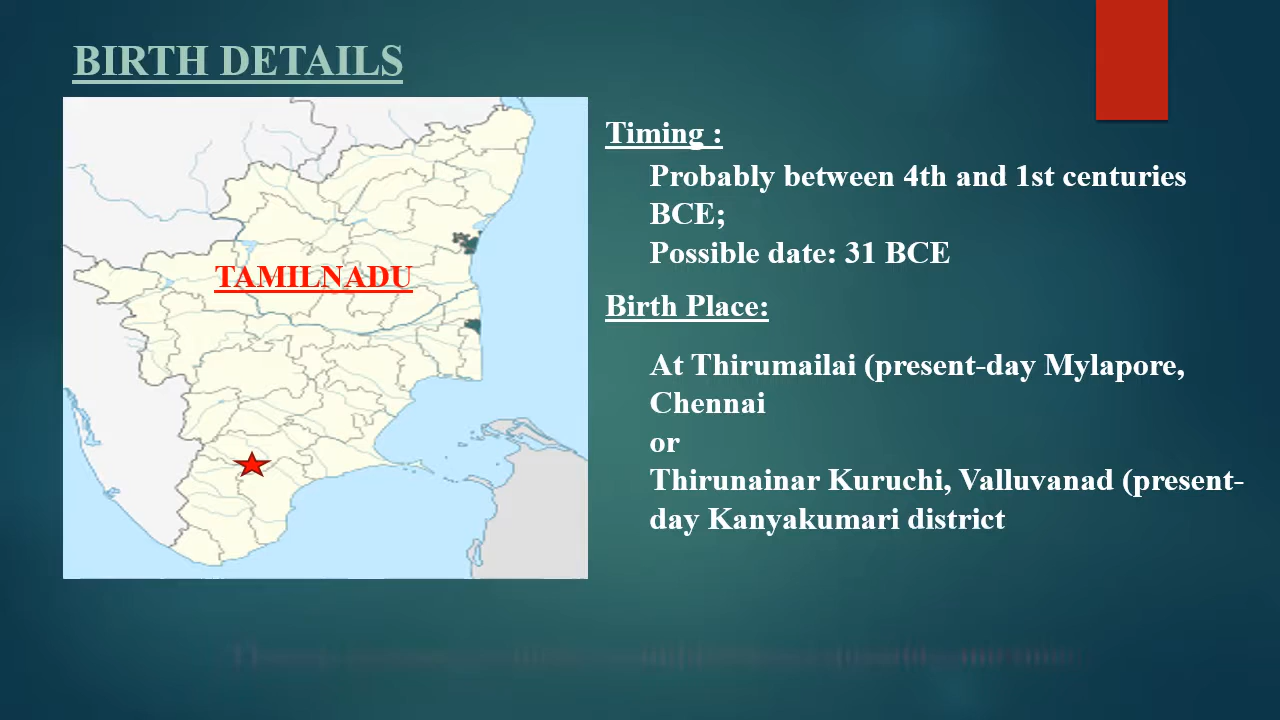 BIRTH DETAILS
TAMILNADU
Timing :
Probably between 4th and 1st centuries
BCE;
Possible date: 31 BCE
Birth Place:
At Thirumailai (present-day Mylapore,
Chennai
or
Thirunainar Kuruchi, Valluvanad (present-
day Kanyakumari district